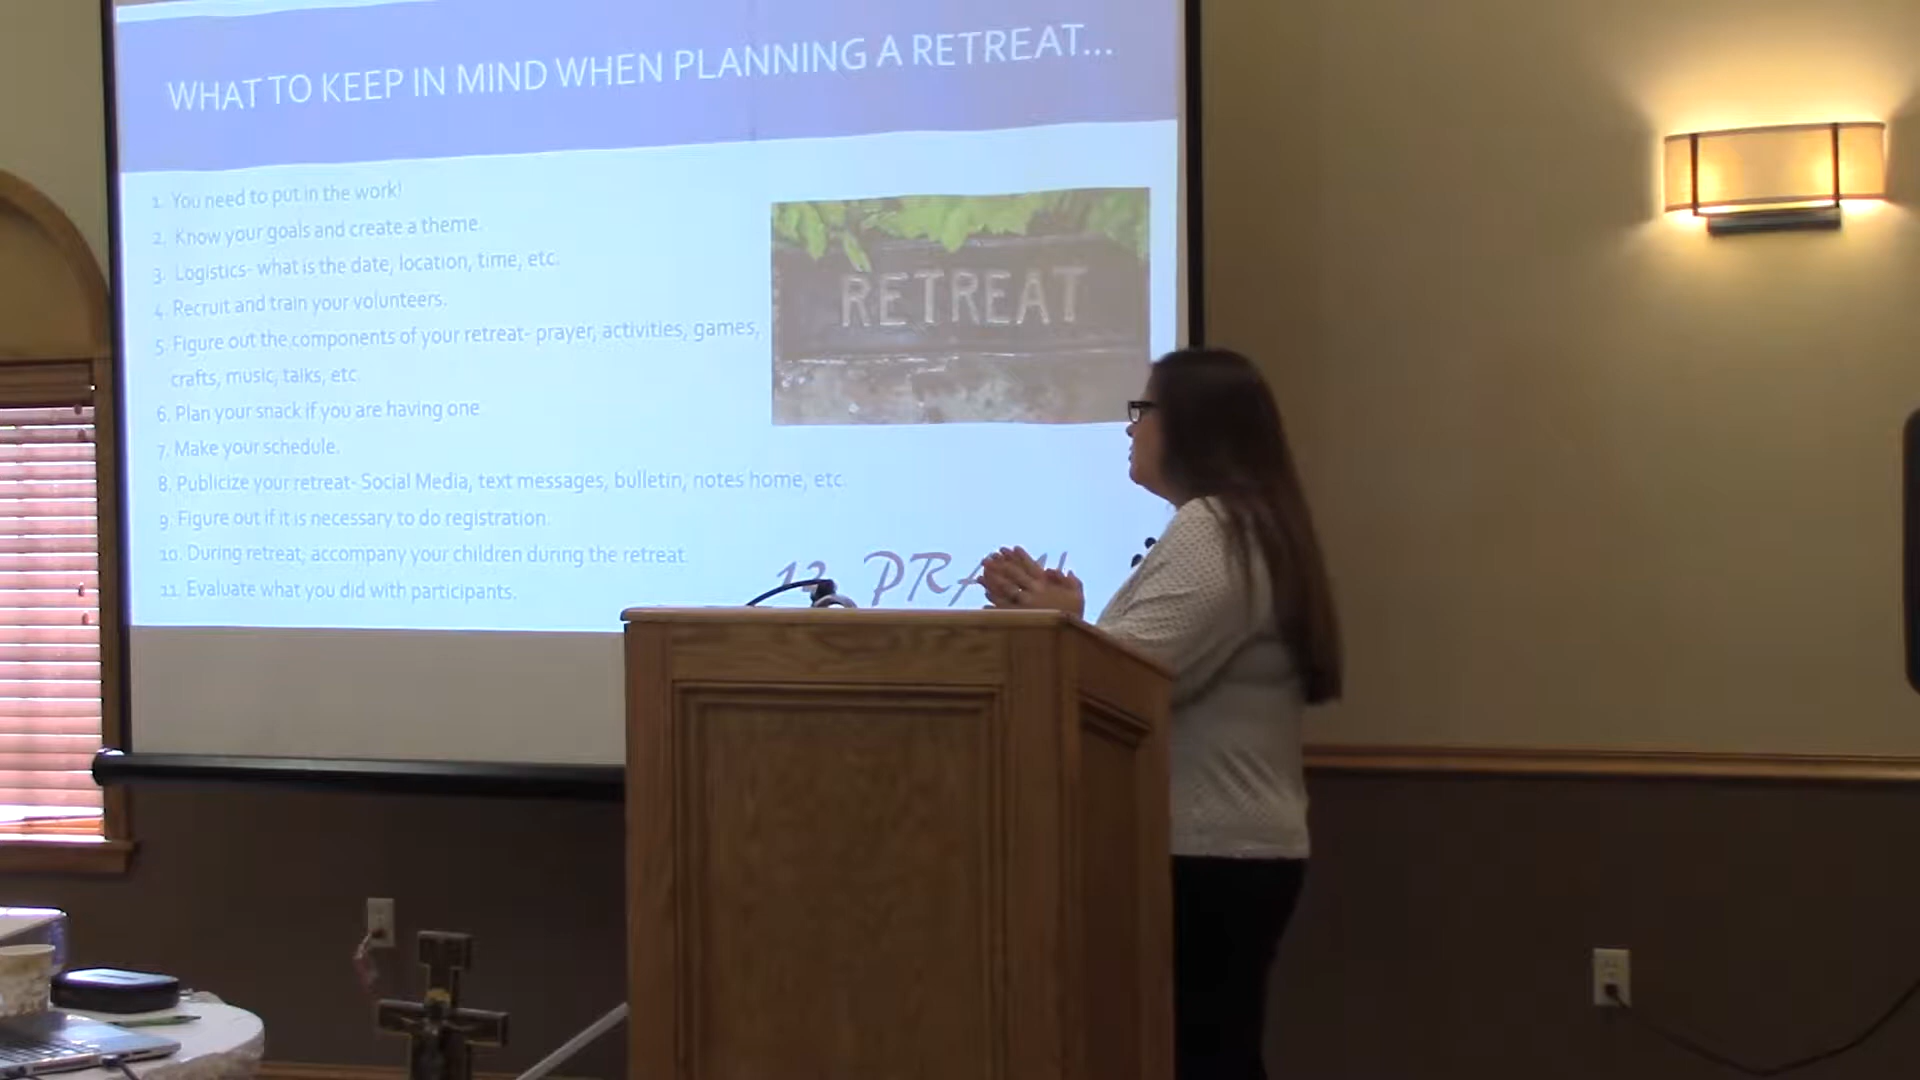 WHAT TO KEEP IN MIND WHEN PLANNING A RETREAT...
1. You need to put in the work!
2. Know your goals and create a theme.
3. Logistics- what is the date, location, time, etc.
4. Recruit and train your volunteers.
5. Figure out the components of your retreat- prayer, activities, games,
crafts, music, talks, etc.
6. Plan your snack if you are having one
7. Make your schedule.
8. Publicize your retreat- Social Media, text messages, bulletin, notes home, etc.
9. Figure out if it is necessary to do registration.
10. During retreat, accompany your children during the retreat.
11. Evaluate what you did with participants.
RETREAT